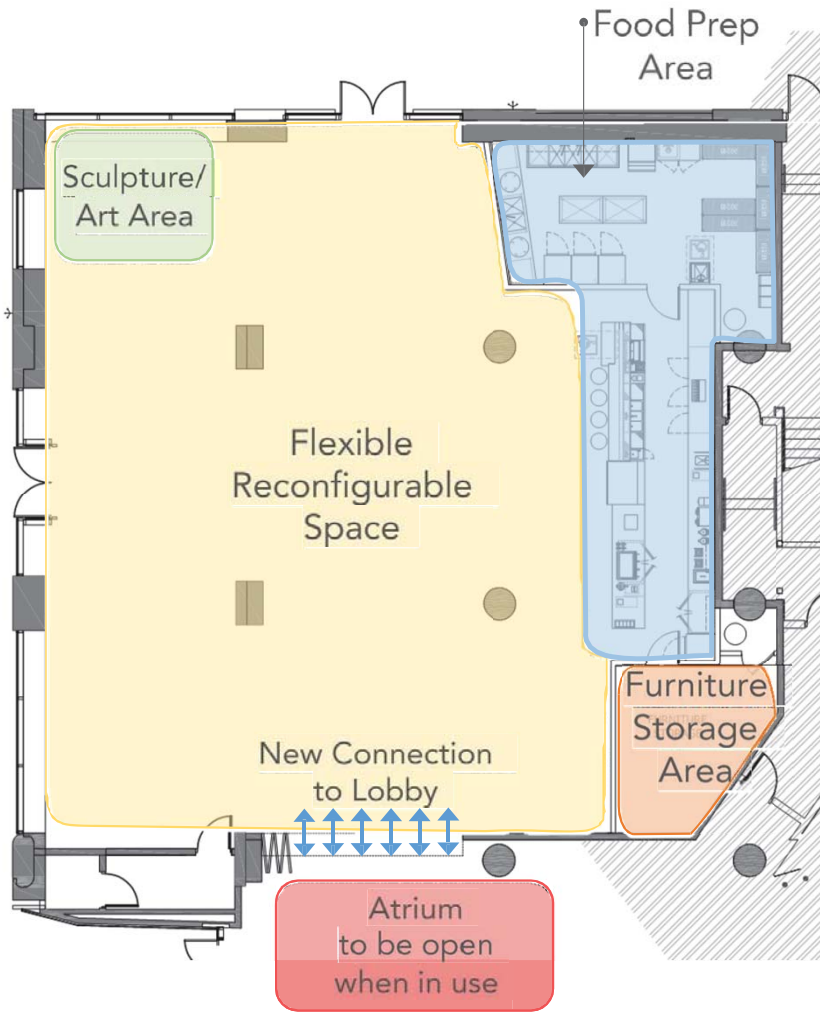 Food Prep
Area
Sculpture/
Art Area
Flexible
Reconfigurable
Space
Furniture
Storage
Area
New Connection
to Lobby
Atrium
to be open
when in use